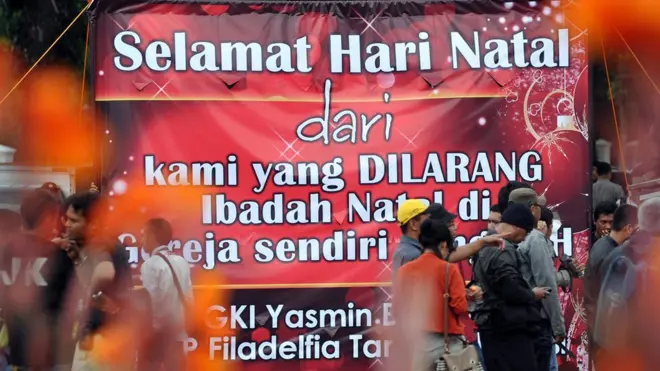 Selamat Hari Natal
dari
kami yang DILARANG
Ibadah Natal di
Gereja sendiri
GKI Yasmin
Filadelfia